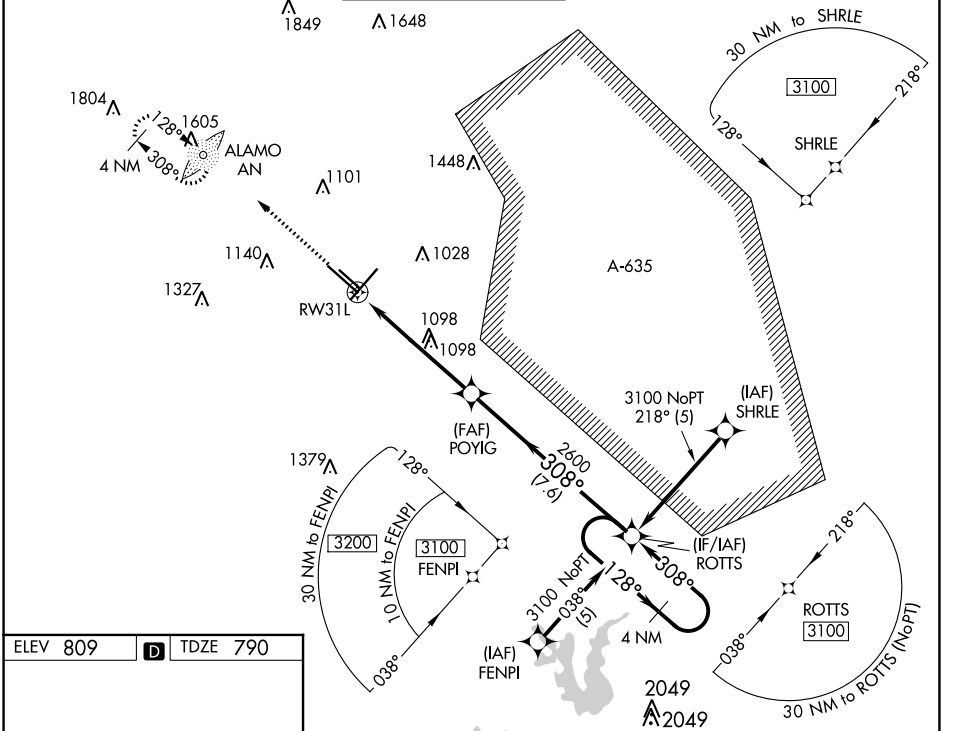 1849
1648
30 NM to SHRLE
3100
218°
128°
SHRLE
1804
128°
1605
4 NM
308°
ALAMO
AN
1448
1101
1140
1028
A-635
1327
RW31L
1098
1098
3100 NoPT
218° (5)
(IAF)
SHRLE
(FAF)
POYIG
2600
308°
(7.6)
1379
128°
30 NM to FENPI
3200
10 NM to FENPI
3100
FENPI
038°
3100 NoPT
038°
(5)
128°
308°
4 NM
(IF/IAF)
ROTTS
(IAF)
FENPI
218°
ROTTS
3100
038°
30 NM to ROTTS (NoPT)
2049
2049
ELEV 809
D
TDZE 790